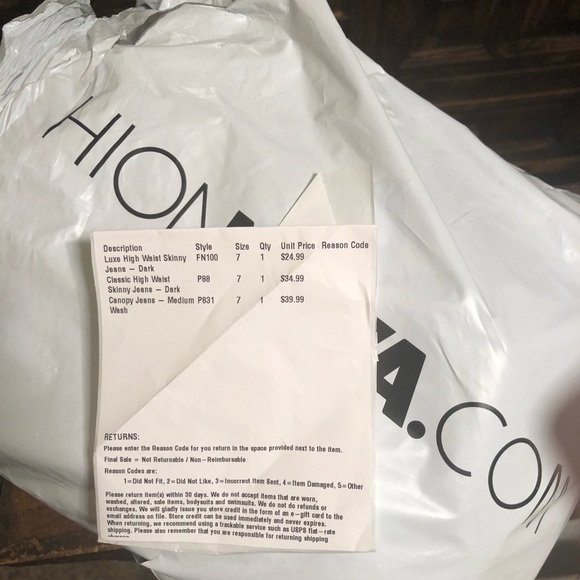 HION
VA.COM
Description Style Size Qty Unit Price Reason Code
Luxe High Waist Skinny FN100 7 1 $24.99
Jeans – Dark
Classic High Waist P88 7 1 $34.99
Skinny Jeans – Dark
Canopy Jeans – Medium P831 7 1 $39.99
Wash
RETURNS:
Please enter the Reason Code for you return in the space provided next to the item.
Final Sale = Not Returnable / Non-Reimbursable
Reason Codes are:
1=Did Not Fit, 2=Did Not Like, 3=Incorrect Item Sent, 4=Item Damaged, 5=Other
Please return item(s) within 30 days. We do not accept items that are worn,
washed, altered, sale items, bodysuits and swimsuits. We do not do refunds or
exchanges. We will gladly issue you store credit in the form of an e-gift card to the
email address on file. Store credit can be used immediately and never expires.
When returning, we recommend using a trackable service such as USPS flat-rate
shipping. Please also remember that you are responsible for returning shipping